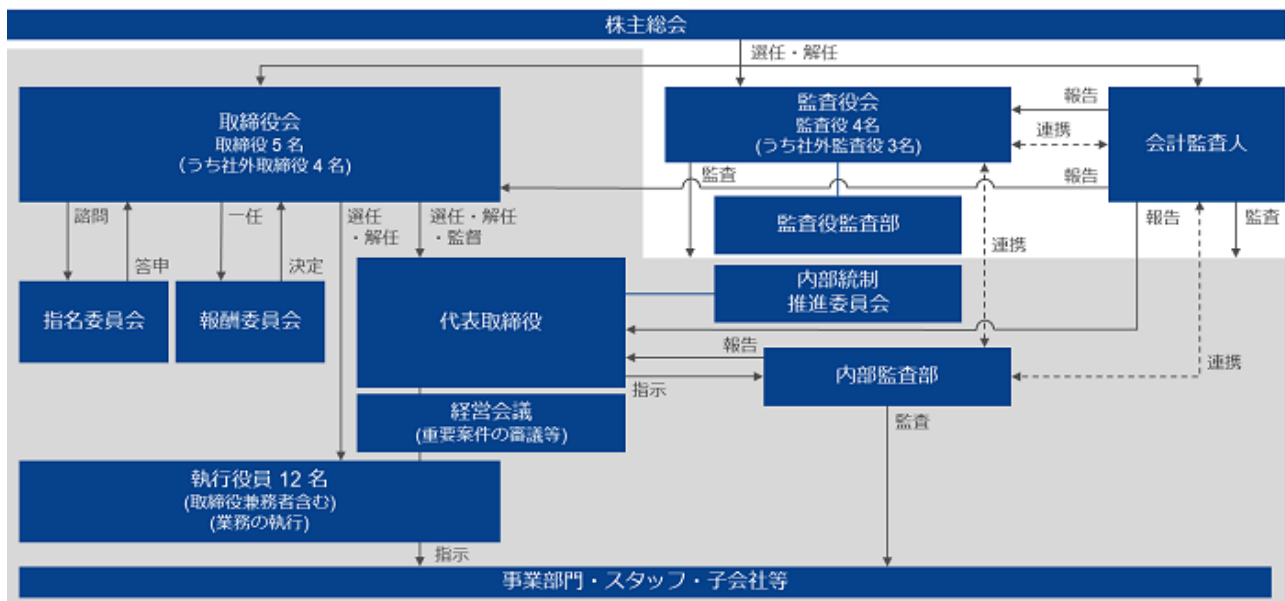 株主総会
選任・解任
取締役会
取締役 5 名
(うち社外取締役 4 名)
監査役会
監査役 4名
(うち社外監査役 3名)
報告
連携
会計監査人
監査
報告
諮問
一任
選任
・解任
選任・解任
・監督
監査役監査部
連携
報告
監査
答申
決定
指名委員会
報酬委員会
代表取締役
内部統制
推進委員会
報告
指示
内部監査部
連携
経営会議
(重要案件の審議等)
監査
執行役員 12 名
(取締役兼務者含む)
(業務の執行)
指示
事業部門・スタッフ・子会社等